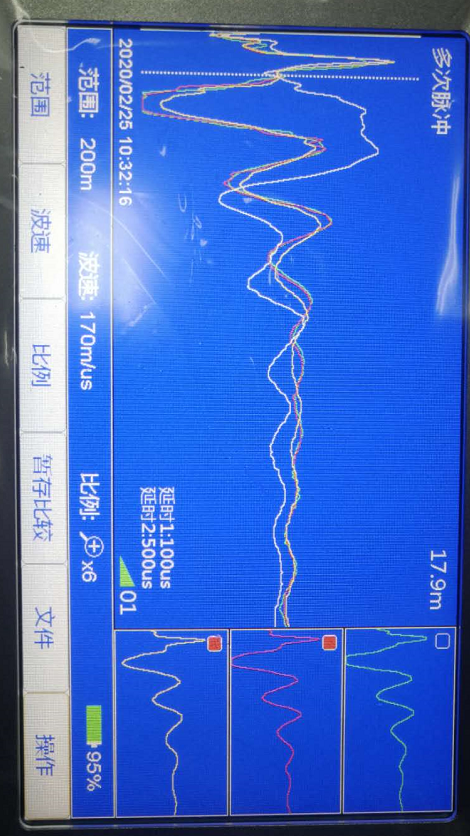 多次脉冲
17.9m
延时1:100us
延时2:500us
2020/02/25 10:32:16
01
范围: 200m 波速: 170m/us 比例: x6 95%
范围 波速 比例 暂存比较 文件 操作